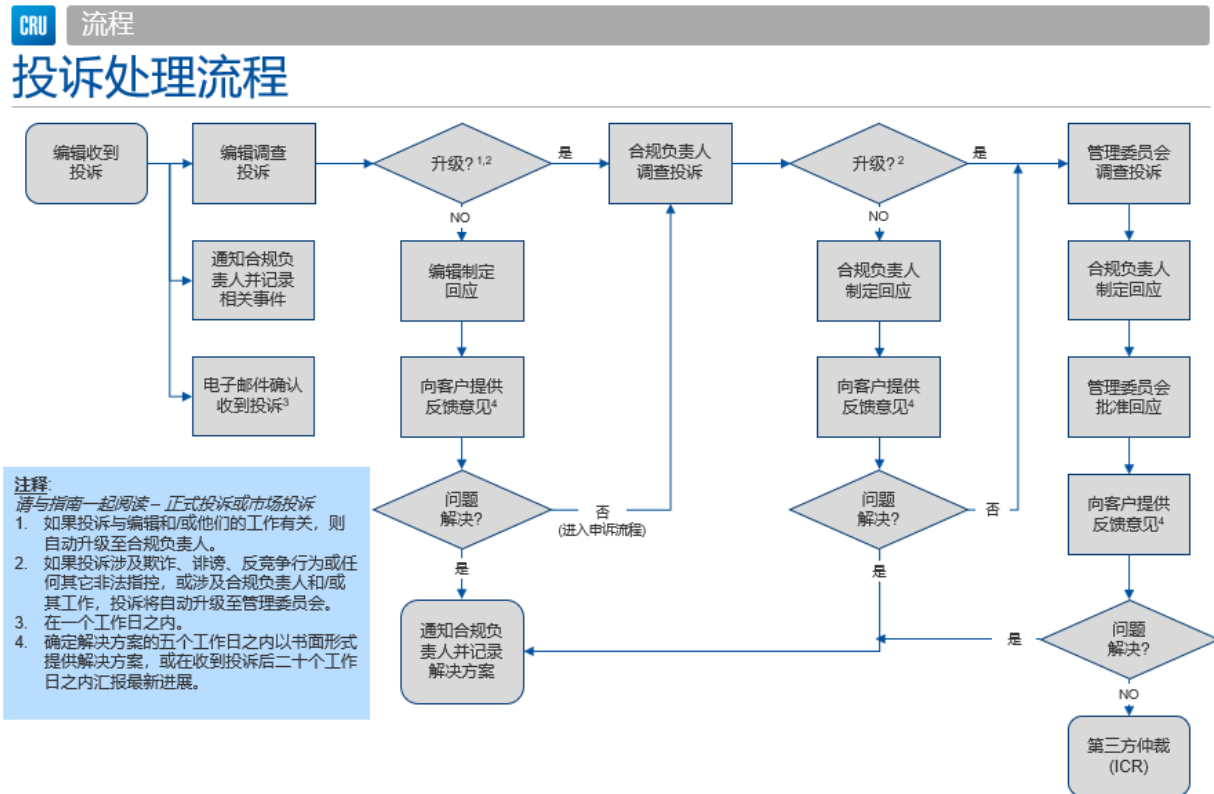 CRU
流程
投诉处理流程
编辑收到
投诉
编辑调查
投诉
升级? 1,2
是
合规负责人
调查投诉
升级? 2
是
管理委员会
调查投诉
NO
NO
通知合规负
责人并记录
相关事件
编辑制定
回应
合规负责人
制定回应
合规负责人
制定回应
电子邮件确认
收到投诉3
向客户提供
反馈意见4
向客户提供
反馈意见4
管理委员会
批准回应
问题
解决?
否
(进入申诉流程)
问题
解决?
否
向客户提供
反馈意见4
是
是
通知合规负
责人并记录
解决方案
是
问题
解决?
NO
第三方仲裁
(ICR)
注释:
请与指南一起阅读 – 正式投诉或市场投诉
1. 如果投诉与编辑和/或他们的工作有关，则
自动升级至合规负责人。
2. 如果投诉涉及欺诈、诽谤、反竞争行为或任
何其它非法指控，或涉及合规负责人和/或
其工作，投诉将自动升级至管理委员会。
3. 在一个工作日之内。
4. 确定解决方案的五个工作日之内以书面形式
提供解决方案，或在收到投诉后二十个工作
日之内汇报最新进展。